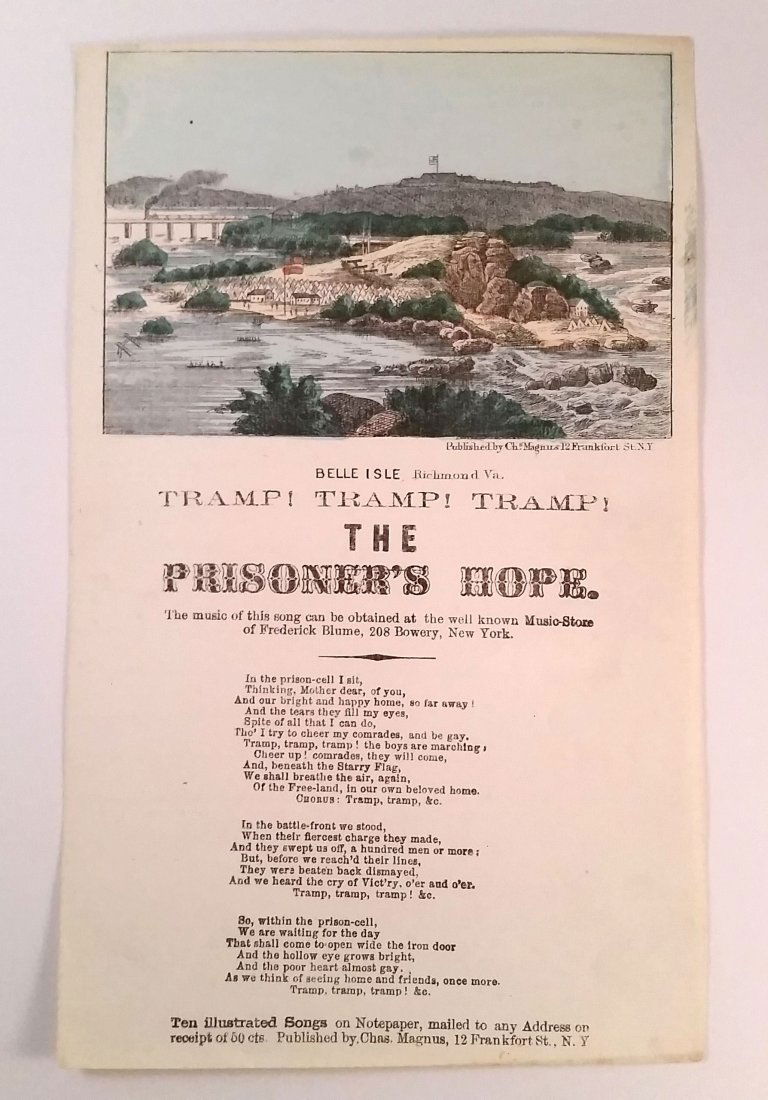 Published by Chs. Magnus 12 Frankfort St. N.Y
BELLE ISLE, Richmond Va.
TRAMP! TRAMP! TRAMP!
THE
PRISONER'S HOPE.
The music of this song can be obtained at the well known Music-Store
of Frederick Blume, 208 Bowery, New York.
In the prison-cell I sit,
Thinking, Mother dear, of you,
And our bright and happy home, so far away!
And the tears they fill my eyes,
Spite of all that I can do,
Tho' I try to cheer my comrades, and be gay.
Tramp, tramp, tramp! the boys are marching;
Cheer up! comrades, they will come,
And, beneath the Starry Flag,
We shall breathe the air, again,
Of the Free-land, in our own beloved home.
CHORUS: Tramp, tramp, &c.
In the battle-front we stood,
When their fiercest charge they made,
And they swept us off, a hundred men or more;
But, before we reach'd their lines,
They were beaten back dismayed,
And we heard the cry of Vict'ry, o'er and o'er.
Tramp, tramp, tramp! &c.
So, within the prison-cell,
We are waiting for the day
That shall come to open wide the iron door
And the hollow eye grows bright,
And the poor heart almost gay.
As we think of seeing home and friends, once more.
Tramp, tramp, tramp! &c.
Ten illustrated Songs on Notepaper, mailed to any Address on
receipt of 50 cts. Published by Chas. Magnus, 12 Frankfort St., N. Y